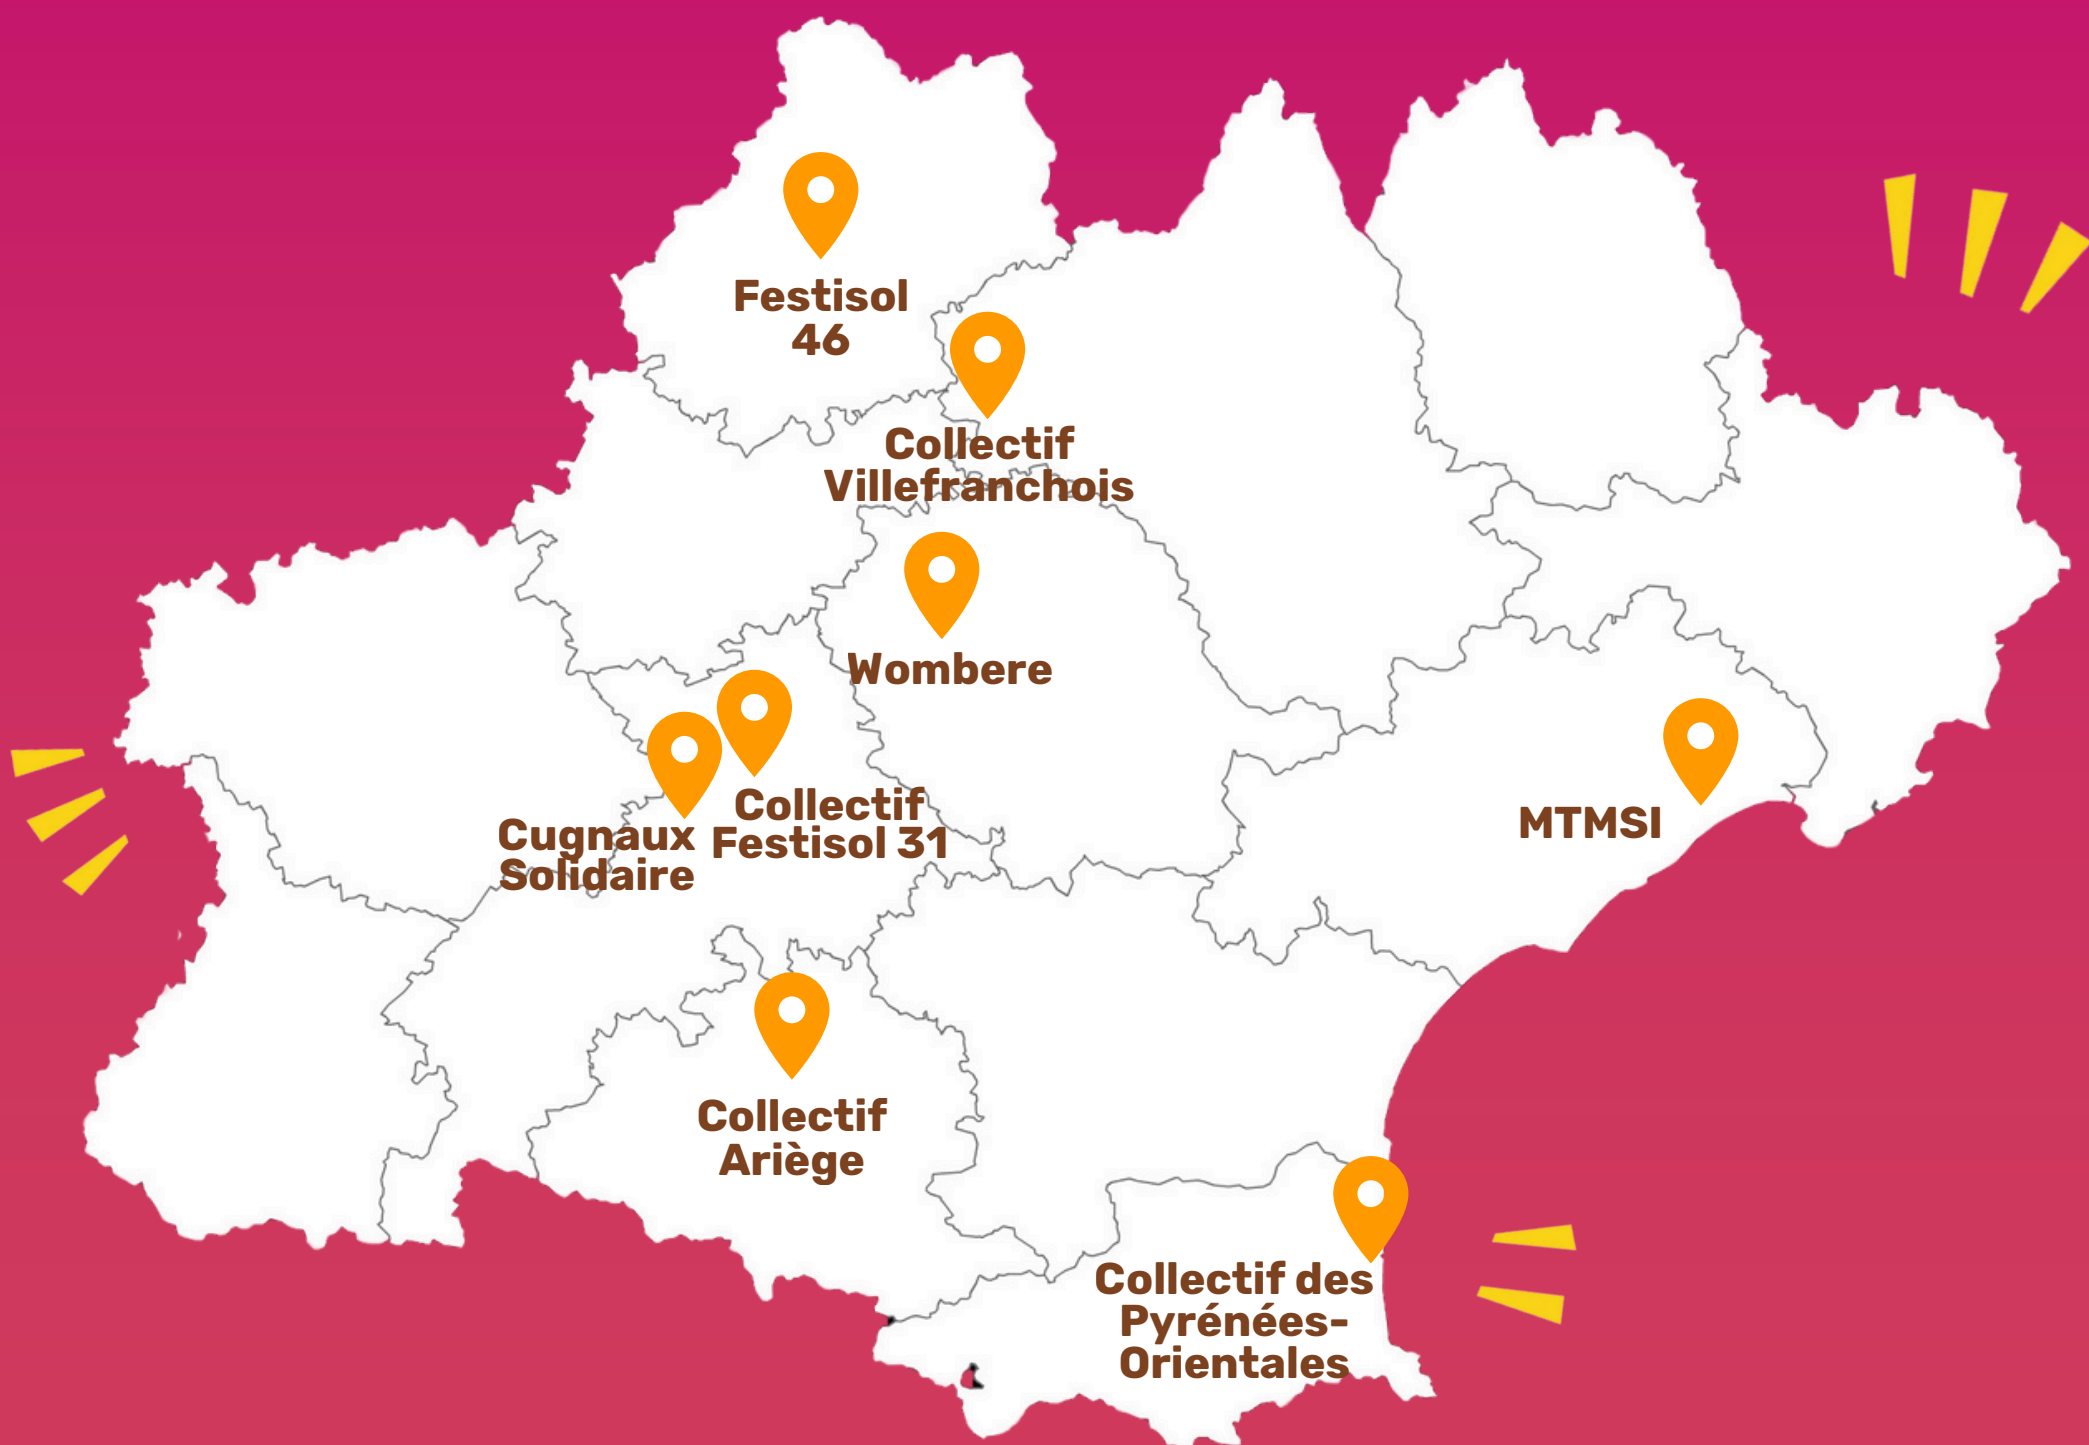 Festisol
46
Collectif
Villefranchois
Wombere
Collectif
Festisol 31
Cugnaux
Solidaire
MTMSI
Collectif
Ariège
Collectif des
Pyrénées-
Orientales